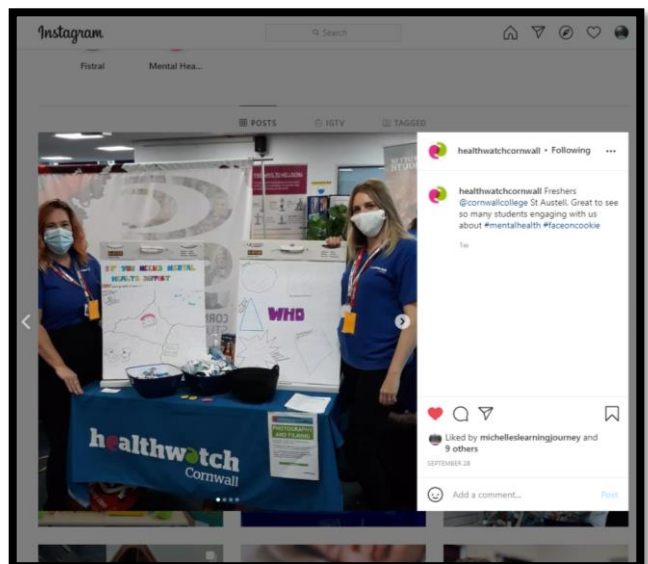 Instagram
Search
Fistral
Mental Hea...
POSTS
IGTV
TAGGED
IF YOU NEEDED MENTAL
HEALTH SUPPORT
WHO
PHOTOGRAPHY
AND FILMING
healthwatch
Cornwall
healthwatchcornwall • Following
healthwatchcornwall Freshers
@cornwallcollege St Austell. Great to see
so many students engaging with us
about #mentalhealth #faceoncookie
1w
Liked by michelleslearningjourney and
9 others
SEPTEMBER 28
Add a comment...
Post